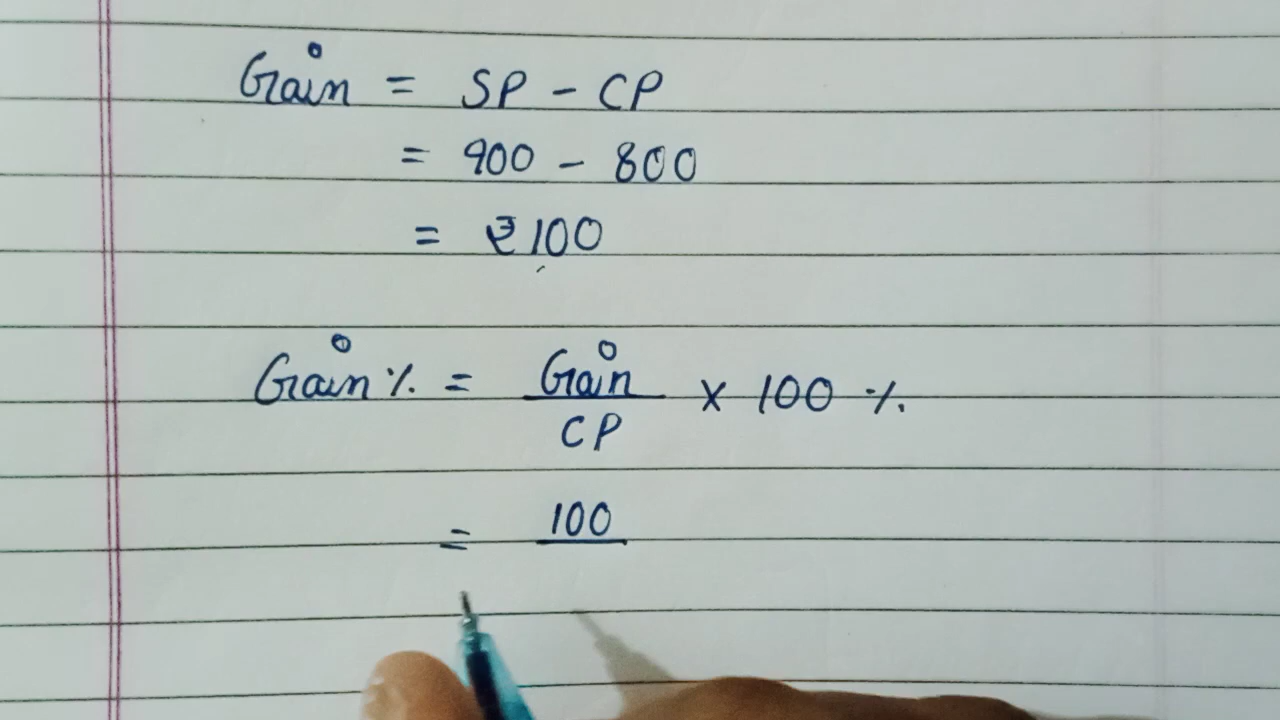 Gain = SP - CP
= 900 - 800
= ₹100
Gain % = Gain/CP × 100 %
= 100